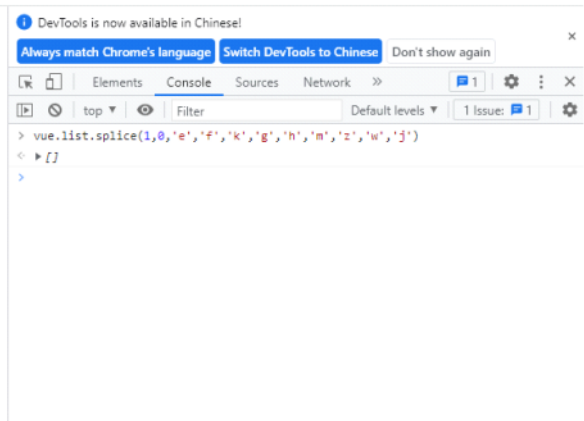 DevTools is now available in Chinese!
Always match Chrome's language Switch DevTools to Chinese Don't show again
Elements Console Sources Network » 1
top ▼ Filter Default levels ▼ 1 Issue: 1
> vue.list.splice(1,0,'e','f','k','g','h','m','z','w','j')
< ▶ []
>